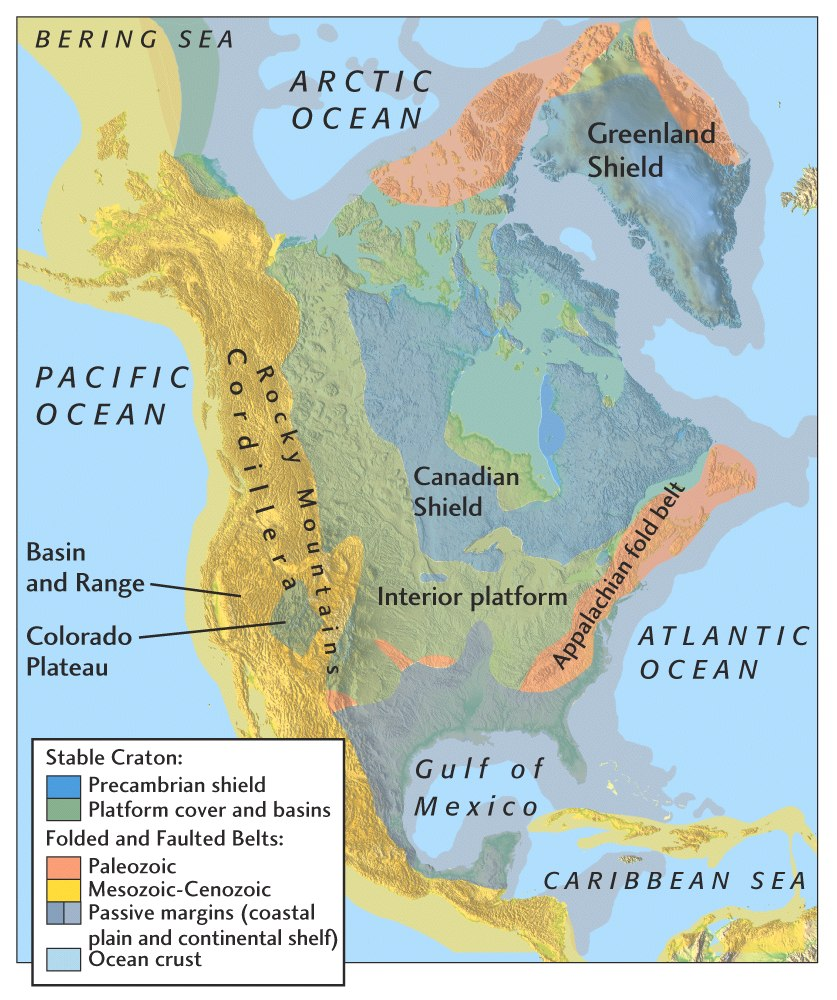 BERING SEA
ARCTIC
OCEAN
Greenland
Shield
PACIFIC
OCEAN
Rocky Mountains
Cordillera
Canadian
Shield
Basin
and Range
Interior platform
Appalachian fold belt
Colorado
Plateau
ATLANTIC
OCEAN
Gulf of
Mexico
CARIBBEAN SEA
Stable Craton:
Precambrian shield
Platform cover and basins
Folded and Faulted Belts:
Paleozoic
Mesozoic-Cenozoic
Passive margins (coastal
plain and continental shelf)
Ocean crust